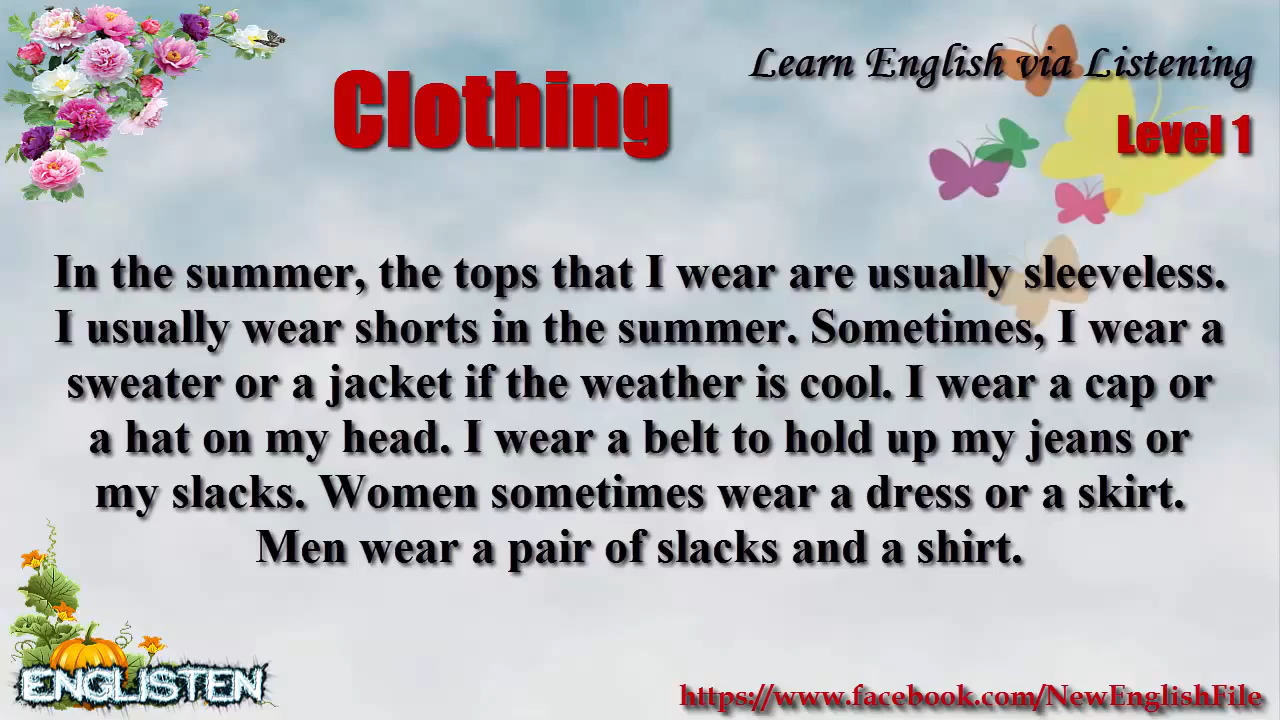 Learn English via Listening
Clothing
Level 1
In the summer, the tops that I wear are usually sleeveless.
I usually wear shorts in the summer. Sometimes, I wear a
sweater or a jacket if the weather is cool. I wear a cap or
a hat on my head. I wear a belt to hold up my jeans or
my slacks. Women sometimes wear a dress or a skirt.
Men wear a pair of slacks and a shirt.
ENGLISTEN
https://www.facebook.com/NewEnglishFile